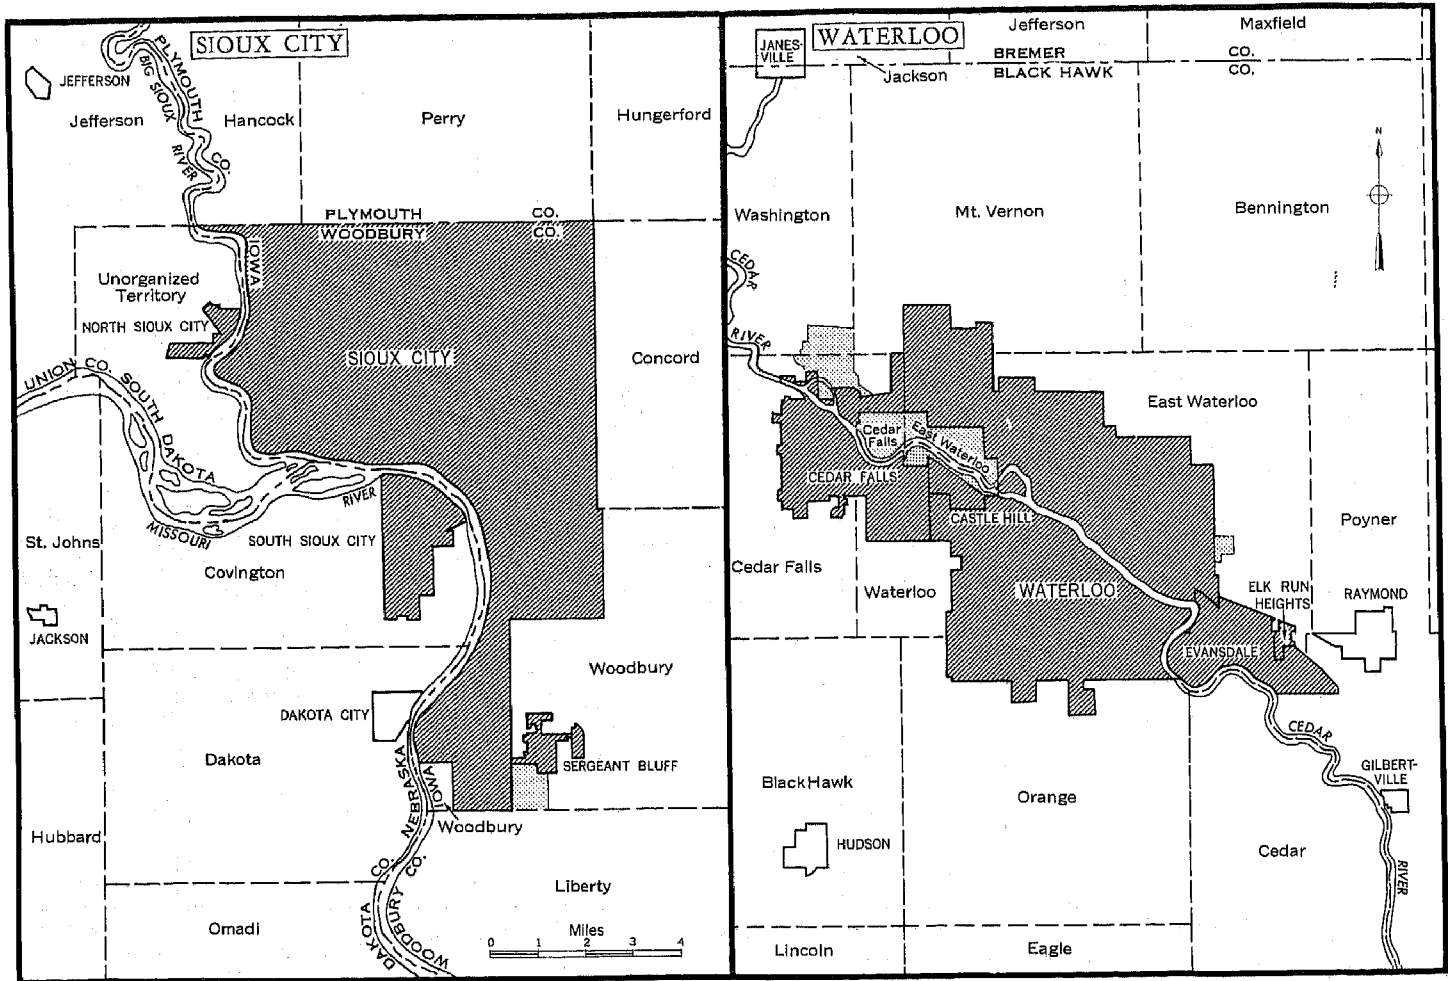 SIOUX CITY
PLYMOUTH
CO.
BIG SIOUX
RIVER
JEFFERSON
Jefferson
Hancock
Perry
Hungerford
PLYMOUTH CO.
WOODBURY CO.
IOWA
Unorganized
Territory
NORTH SIOUX CITY
SIOUX CITY
Concord
UNION CO. SOUTH DAKOTA
MISSOURI
RIVER
SOUTH SIOUX CITY
St. Johns
Covington
JACKSON
Woodbury
DAKOTA CITY
Dakota
SERGEANT BLUFF
NEBRASKA
IOWA
Woodbury
Hubbard
Liberty
Omadi
DAKOTA CO.
WOODBURY CO.
Miles
0 1 2 3 4
WATERLOO
JANES-
VILLE
Jefferson
Maxfield
Jackson
BREMER CO.
BLACK HAWK CO.
N
Washington
Mt. Vernon
Bennington
CEDAR
RIVER
East Waterloo
Cedar
Falls
East Waterloo
CEDAR FALLS
CASTLE HILL
Poyner
Cedar Falls
Waterloo
WATERLOO
ELK RUN
HEIGHTS
RAYMOND
EVANSDALE
CEDAR
RIVER
GILBERT-
VILLE
Black Hawk
Orange
HUDSON
Cedar
Lincoln
Eagle